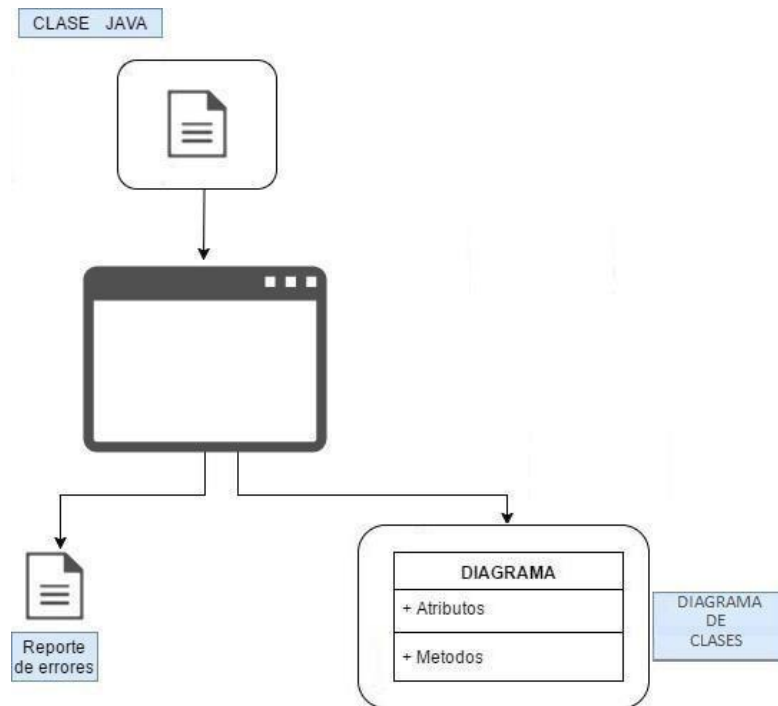 CLASE JAVA
DIAGRAMA
+ Atributos
+ Metodos
DIAGRAMA
DE
CLASES
Reporte
de errores